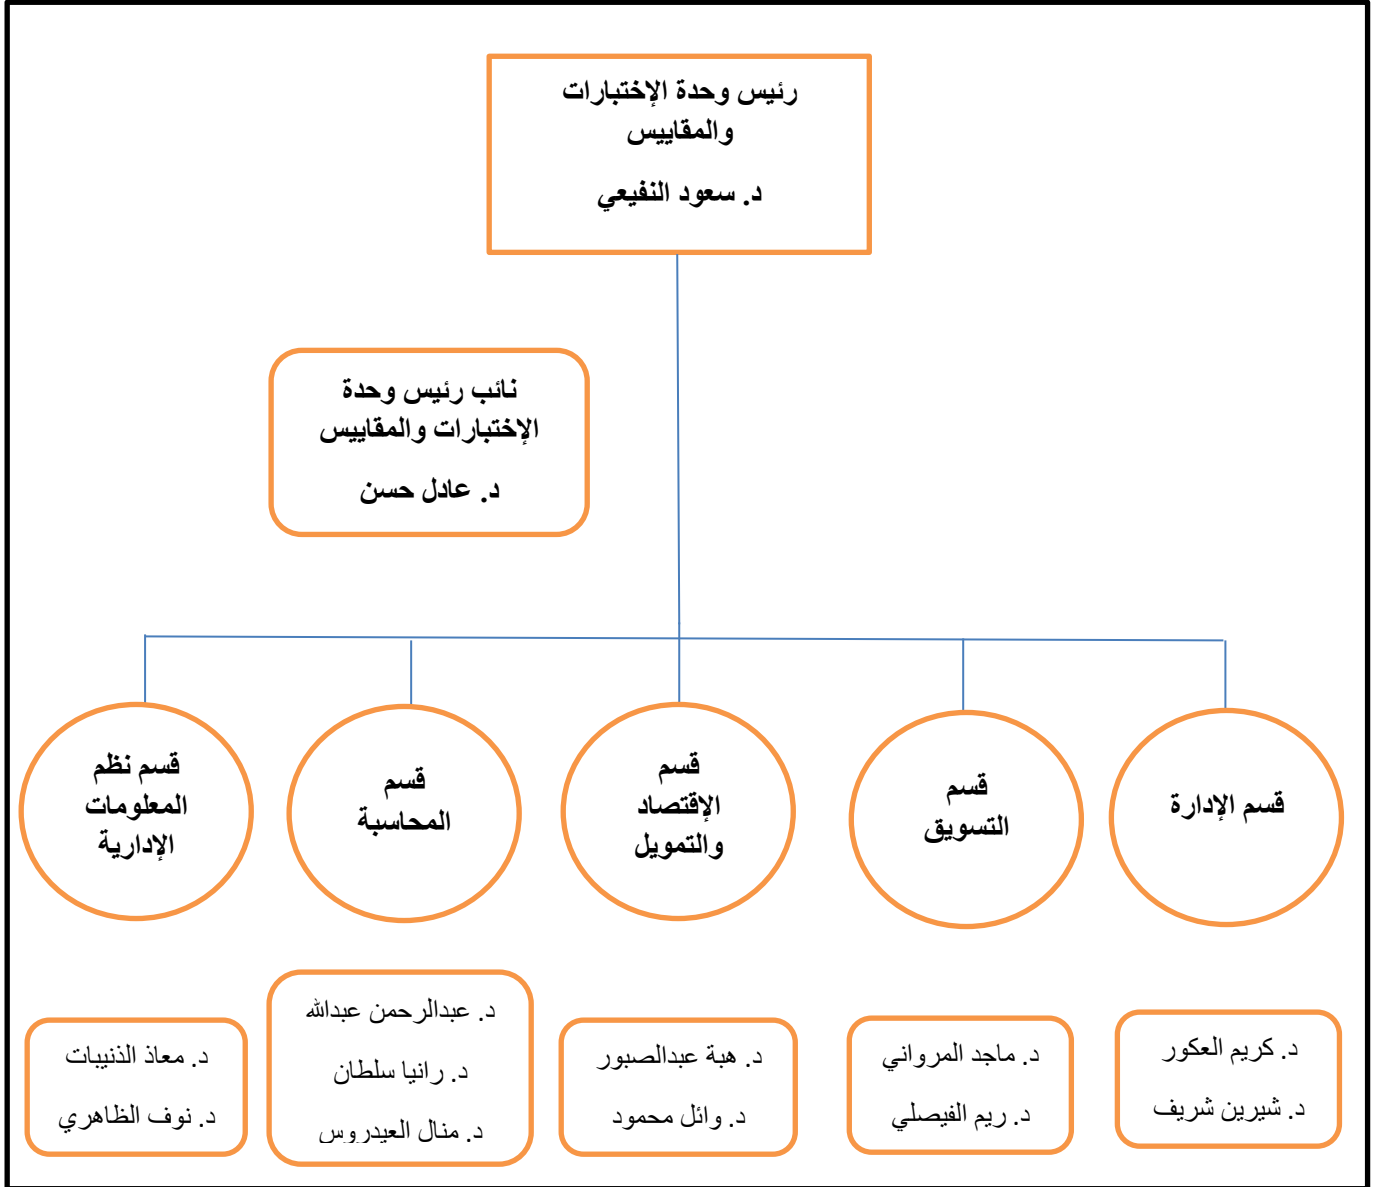 رئيس وحدة الإختبارات
والمقاييس
د. سعود النفيعي
نائب رئيس وحدة
الإختبارات والمقاييس
د. عادل حسن
قسم الإدارة
قسم
التسويق
قسم
الإقتصاد
والتمويل
قسم
المحاسبة
قسم نظم
المعلومات
الإدارية
د. كريم العكور
د. شيرين شريف
د. ماجد المرواني
د. ريم الفيصلي
د. هبة عبدالصبور
د. وائل محمود
د. عبدالرحمن عبدالله
د. رانيا سلطان
د. منال العيدروس
د. معاذ الذنيبات
د. نوف الظاهري